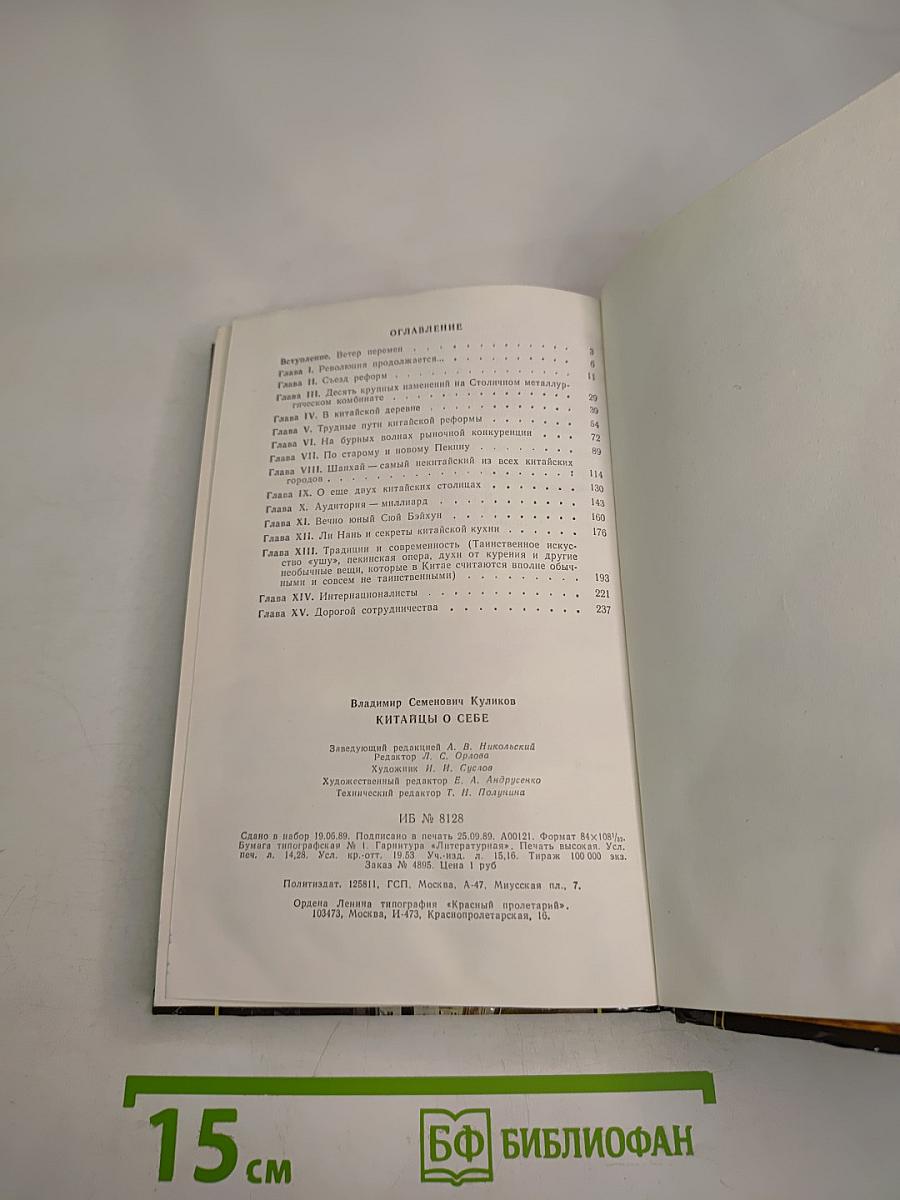 ОГЛАВЛЕНИЕ
Вступление. Ветер перемен . . . . . . . . . . . . 3
Глава I. Революция продолжается... . . . . . . . . . 6
Глава II. Съезд реформ . . . . . . . . . . . . 11
Глава III. Десять крупных изменений на Столичном металлур-
гическом комбинате . . . . . . . . . . . . 29
Глава IV. В китайской деревне . . . . . . . . . . 39
Глава V. Трудные пути китайской реформы . . . . . . . 54
Глава VI. На бурных волнах рыночной конкуренции . . . 72
Глава VII. По старому и новому Пекину . . . . . . . 89
Глава VIII. Шанхай — самый некитайский из всех китайских
городов . . . . . . . . . . . . . . . 114
Глава IX. О еще двух китайских столицах . . . . . . . 130
Глава X. Аудитория — миллиард . . . . . . . . . . 143
Глава XI. Вечно юный Сюй Бэйхун . . . . . . . . . 160
Глава XII. Ли Нань и секреты китайской кухни . . . . . 176
Глава XIII. Традиции и современность (Таинственное искус-
ство «ушу», пекинская опера, духи от курения и другие
необычные вещи, которые в Китае считаются вполне обыч-
ными и совсем не таинственными) . . . . . . . . . 193
Глава XIV. Интернационалисты . . . . . . . . . . . 221
Глава XV. Дорогой сотрудничества . . . . . . . . . . 237
Владимир Семенович Куликов
КИТАЙЦЫ О СЕБЕ
Заведующий редакцией А. В. Никольский
Редактор Л. С. Орлова
Художник И. И. Суслов
Художественный редактор Е. А. Андрусенко
Технический редактор Т. Н. Полунина
ИБ № 8128
Сдано в набор 19.06.89. Подписано в печать 25.09.89. А00121. Формат 84×108¹/₃₂.
Бумага типографская № 1. Гарнитура «Литературная». Печать высокая. Усл.
печ. л. 14,28. Усл. кр.-отт. 19.53 Уч.-изд. л. 15,16. Тираж 100 000 экз.
Заказ № 4895. Цена 1 руб
Политиздат. 125811, ГСП, Москва, А-47, Миусская пл., 7.
Ордена Ленина типография «Красный пролетарий».
103473, Москва, И-473, Краснопролетарская, 16.
15 см
БФ БИБЛИОФАН